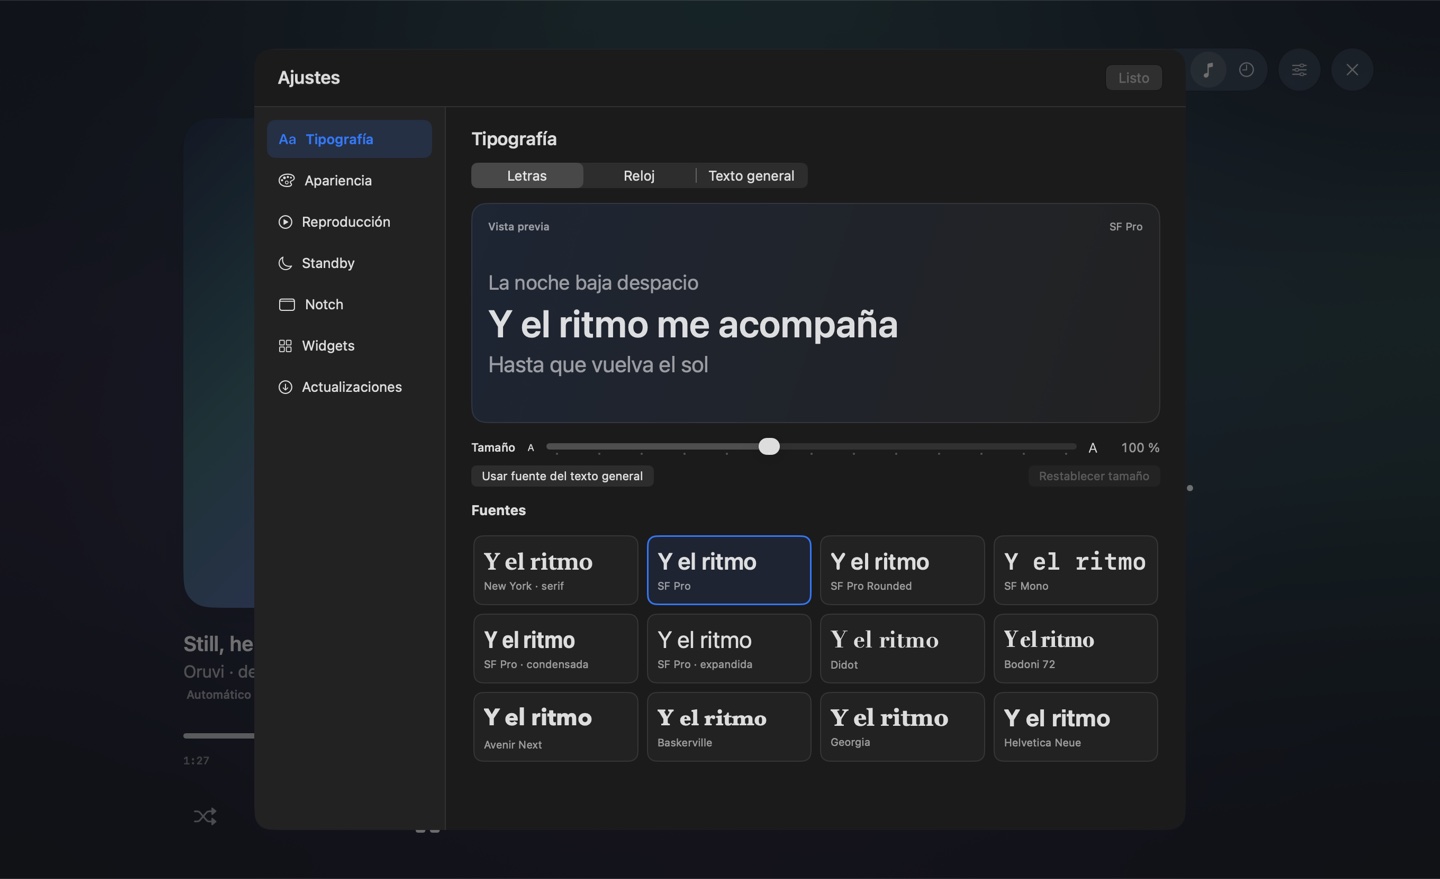 Ajustes
Listo
Aa Tipografía
Apariencia
Reproducción
Standby
Notch
Widgets
Actualizaciones
Tipografía
Letras
Reloj
Texto general
Vista previa
SF Pro
La noche baja despacio
Y el ritmo me acompaña
Hasta que vuelva el sol
Tamaño A
A 100 %
Usar fuente del texto general
Restablecer tamaño
Fuentes
Y el ritmo
New York · serif
Y el ritmo
SF Pro
Y el ritmo
SF Pro Rounded
Y el ritmo
SF Mono
Y el ritmo
SF Pro · condensada
Y el ritmo
SF Pro · expandida
Y el ritmo
Didot
Y el ritmo
Bodoni 72
Y el ritmo
Avenir Next
Y el ritmo
Baskerville
Y el ritmo
Georgia
Y el ritmo
Helvetica Neue
Still, he
Oruvi · de
Automático
1:27